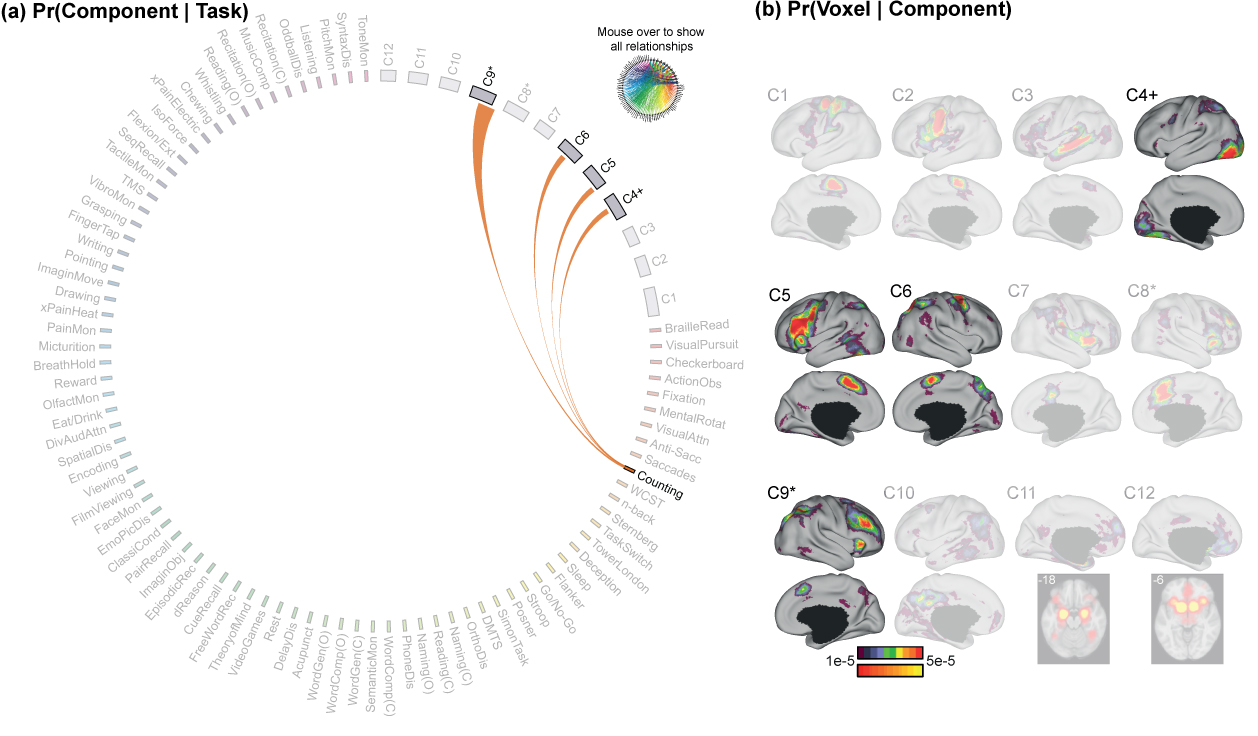 (a) Pr(Component | Task)
Mouse over to show
all relationships
C12
C11
C10
C9*
C8*
C7
C6
C5
C4+
C3
C2
C1
BrailleRead
VisualPursuit
Checkerboard
ActionObs
Fixation
MentalRotat
VisualAttn
Anti-Sacc
Saccades
Counting
WCST
n-back
Sternberg
TaskSwitch
TowerLondon
Deception
Sleep
Flanker
Go/No-Go
Stroop
Posner
SimonTask
DMTS
OrthoDis
Naming(C)
Reading(C)
Naming(O)
PhoneDis
WordComp(C)
SemanticMon
WordGen(C)
WordComp(O)
WordGen(O)
Acupunct
DelayDis
Rest
VideoGames
TheoryofMind
FreeWordRec
CueRecall
dReason
EpisodicRec
ImaginObj
PairRecall
ClassiCond
EmoPicDis
FaceMon
FilmViewing
Viewing
Encoding
SpatialDis
DivAudAttn
Eat/Drink
OlfactMon
Reward
BreathHold
Micturition
PainMon
xPainHeat
Drawing
ImaginMove
Pointing
Writing
FingerTap
Grasping
VibroMon
TMS
TactileMon
SeqRecall
Flexion/Ext
IsoForce
xPainElectric
Chewing
Whistling
Reading(O)
Recitation(O)
MusicComp
Recitation(C)
OddballDis
Listening
PitchMon
SyntaxDis
ToneMon
(b) Pr(Voxel | Component)
C1
C2
C3
C4+
C5
C6
C7
C8*
C9*
C10
C11
C12
-18
-6
1e-5
5e-5